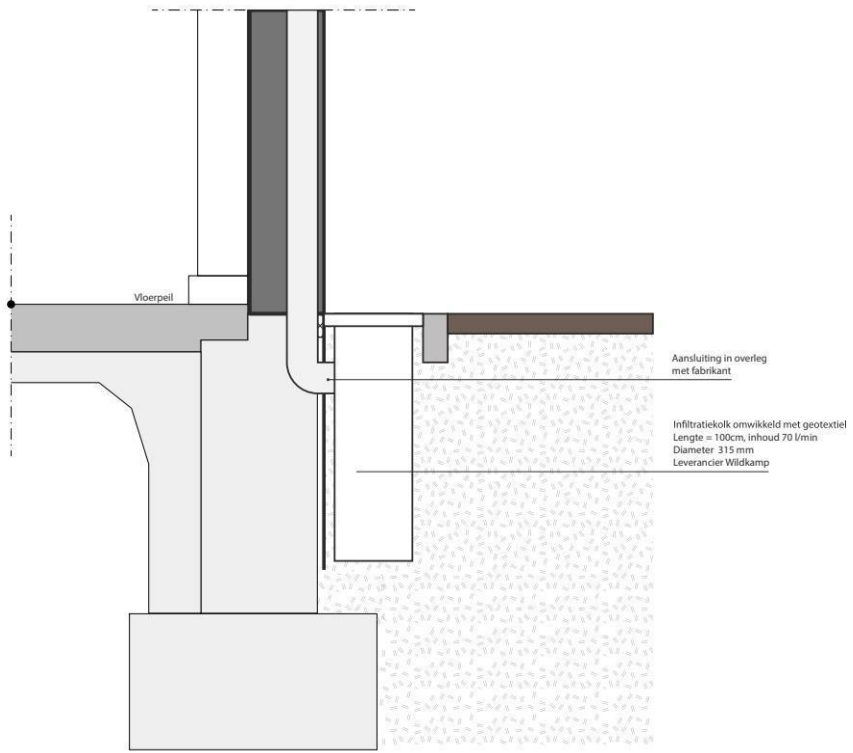 Vloerpeil
Aansluiting in overleg
met fabrikant
Infiltratiekolk omwikkeld met geotextiel
Lengte = 100cm, inhoud 70 l/min
Diameter 315 mm
Leverancier Wildkamp